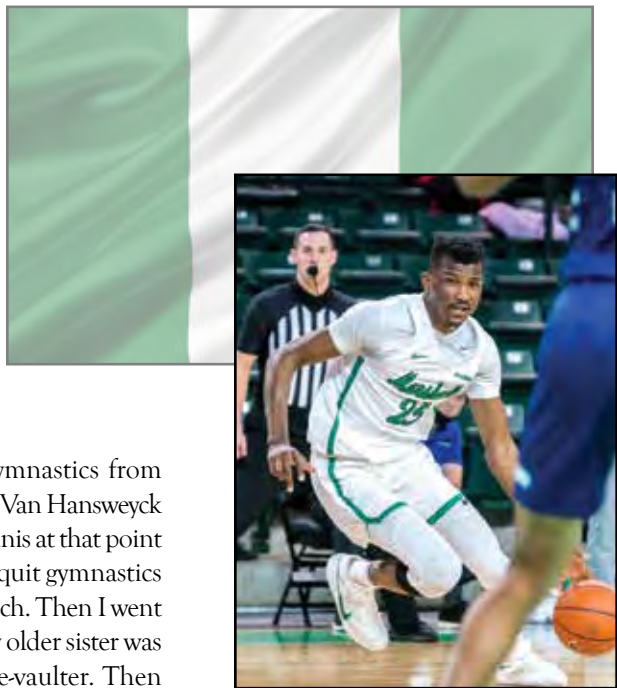 ymnastics from
Van Hansweyck
nis at that point
quit gymnastics
ch. Then I went
older sister was
e-vaulter. Then
Marshall
25